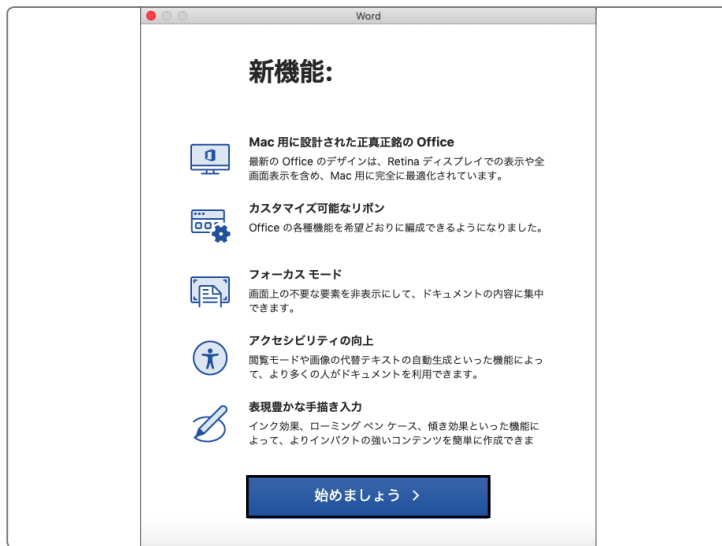 Word
新機能:
Mac 用に設計された正真正銘の Office
最新の Office のデザインは、Retina ディスプレイでの表示や全
画面表示を含め、Mac 用に完全に最適化されています。
カスタマイズ可能なリボン
Office の各種機能を希望どおりに編成できるようになりました。
フォーカス モード
画面上の不要な要素を非表示にして、ドキュメントの内容に集中
できます。
アクセシビリティの向上
閲覧モードや画像の代替テキストの自動生成といった機能によっ
て、より多くの人がドキュメントを利用できます。
表現豊かな手描き入力
インク効果、ローミング ペン ケース、傾き効果といった機能に
よって、よりインパクトの強いコンテンツを簡単に作成できま
始めましょう >